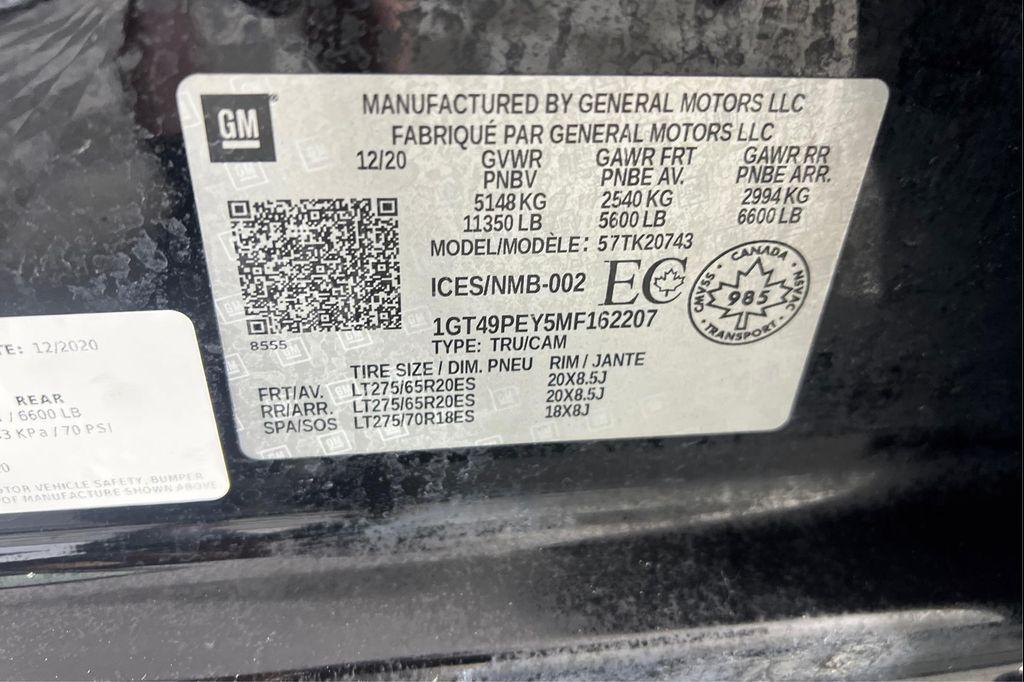 GM
MANUFACTURED BY GENERAL MOTORS LLC
FABRIQUÉ PAR GENERAL MOTORS LLC
12/20 GVWR GAWR FRT GAWR RR
PNBV PNBE AV. PNBE ARR.
5148 KG 2540 KG 2994 KG
11350 LB 5600 LB 6600 LB
MODEL/MODÈLE: 57TK20743
ICES/NMB-002 EC
CANADA
CMVSS 985 NSVAC
TRANSPORT
1GT49PEY5MF162207
TYPE: TRU/CAM
8555
TIRE SIZE / DIM. PNEU RIM / JANTE
FRT/AV. LT275/65R20ES 20X8.5J
RR/ARR. LT275/65R20ES 20X8.5J
SPA/SOS LT275/70R18ES 18X8J
TE: 12/2020
REAR
/ 6600 LB
3 KPa / 70 PSI
20
TOR VEHICLE SAFETY, BUMPER
OF MANUFACTURE SHOWN ABOVE